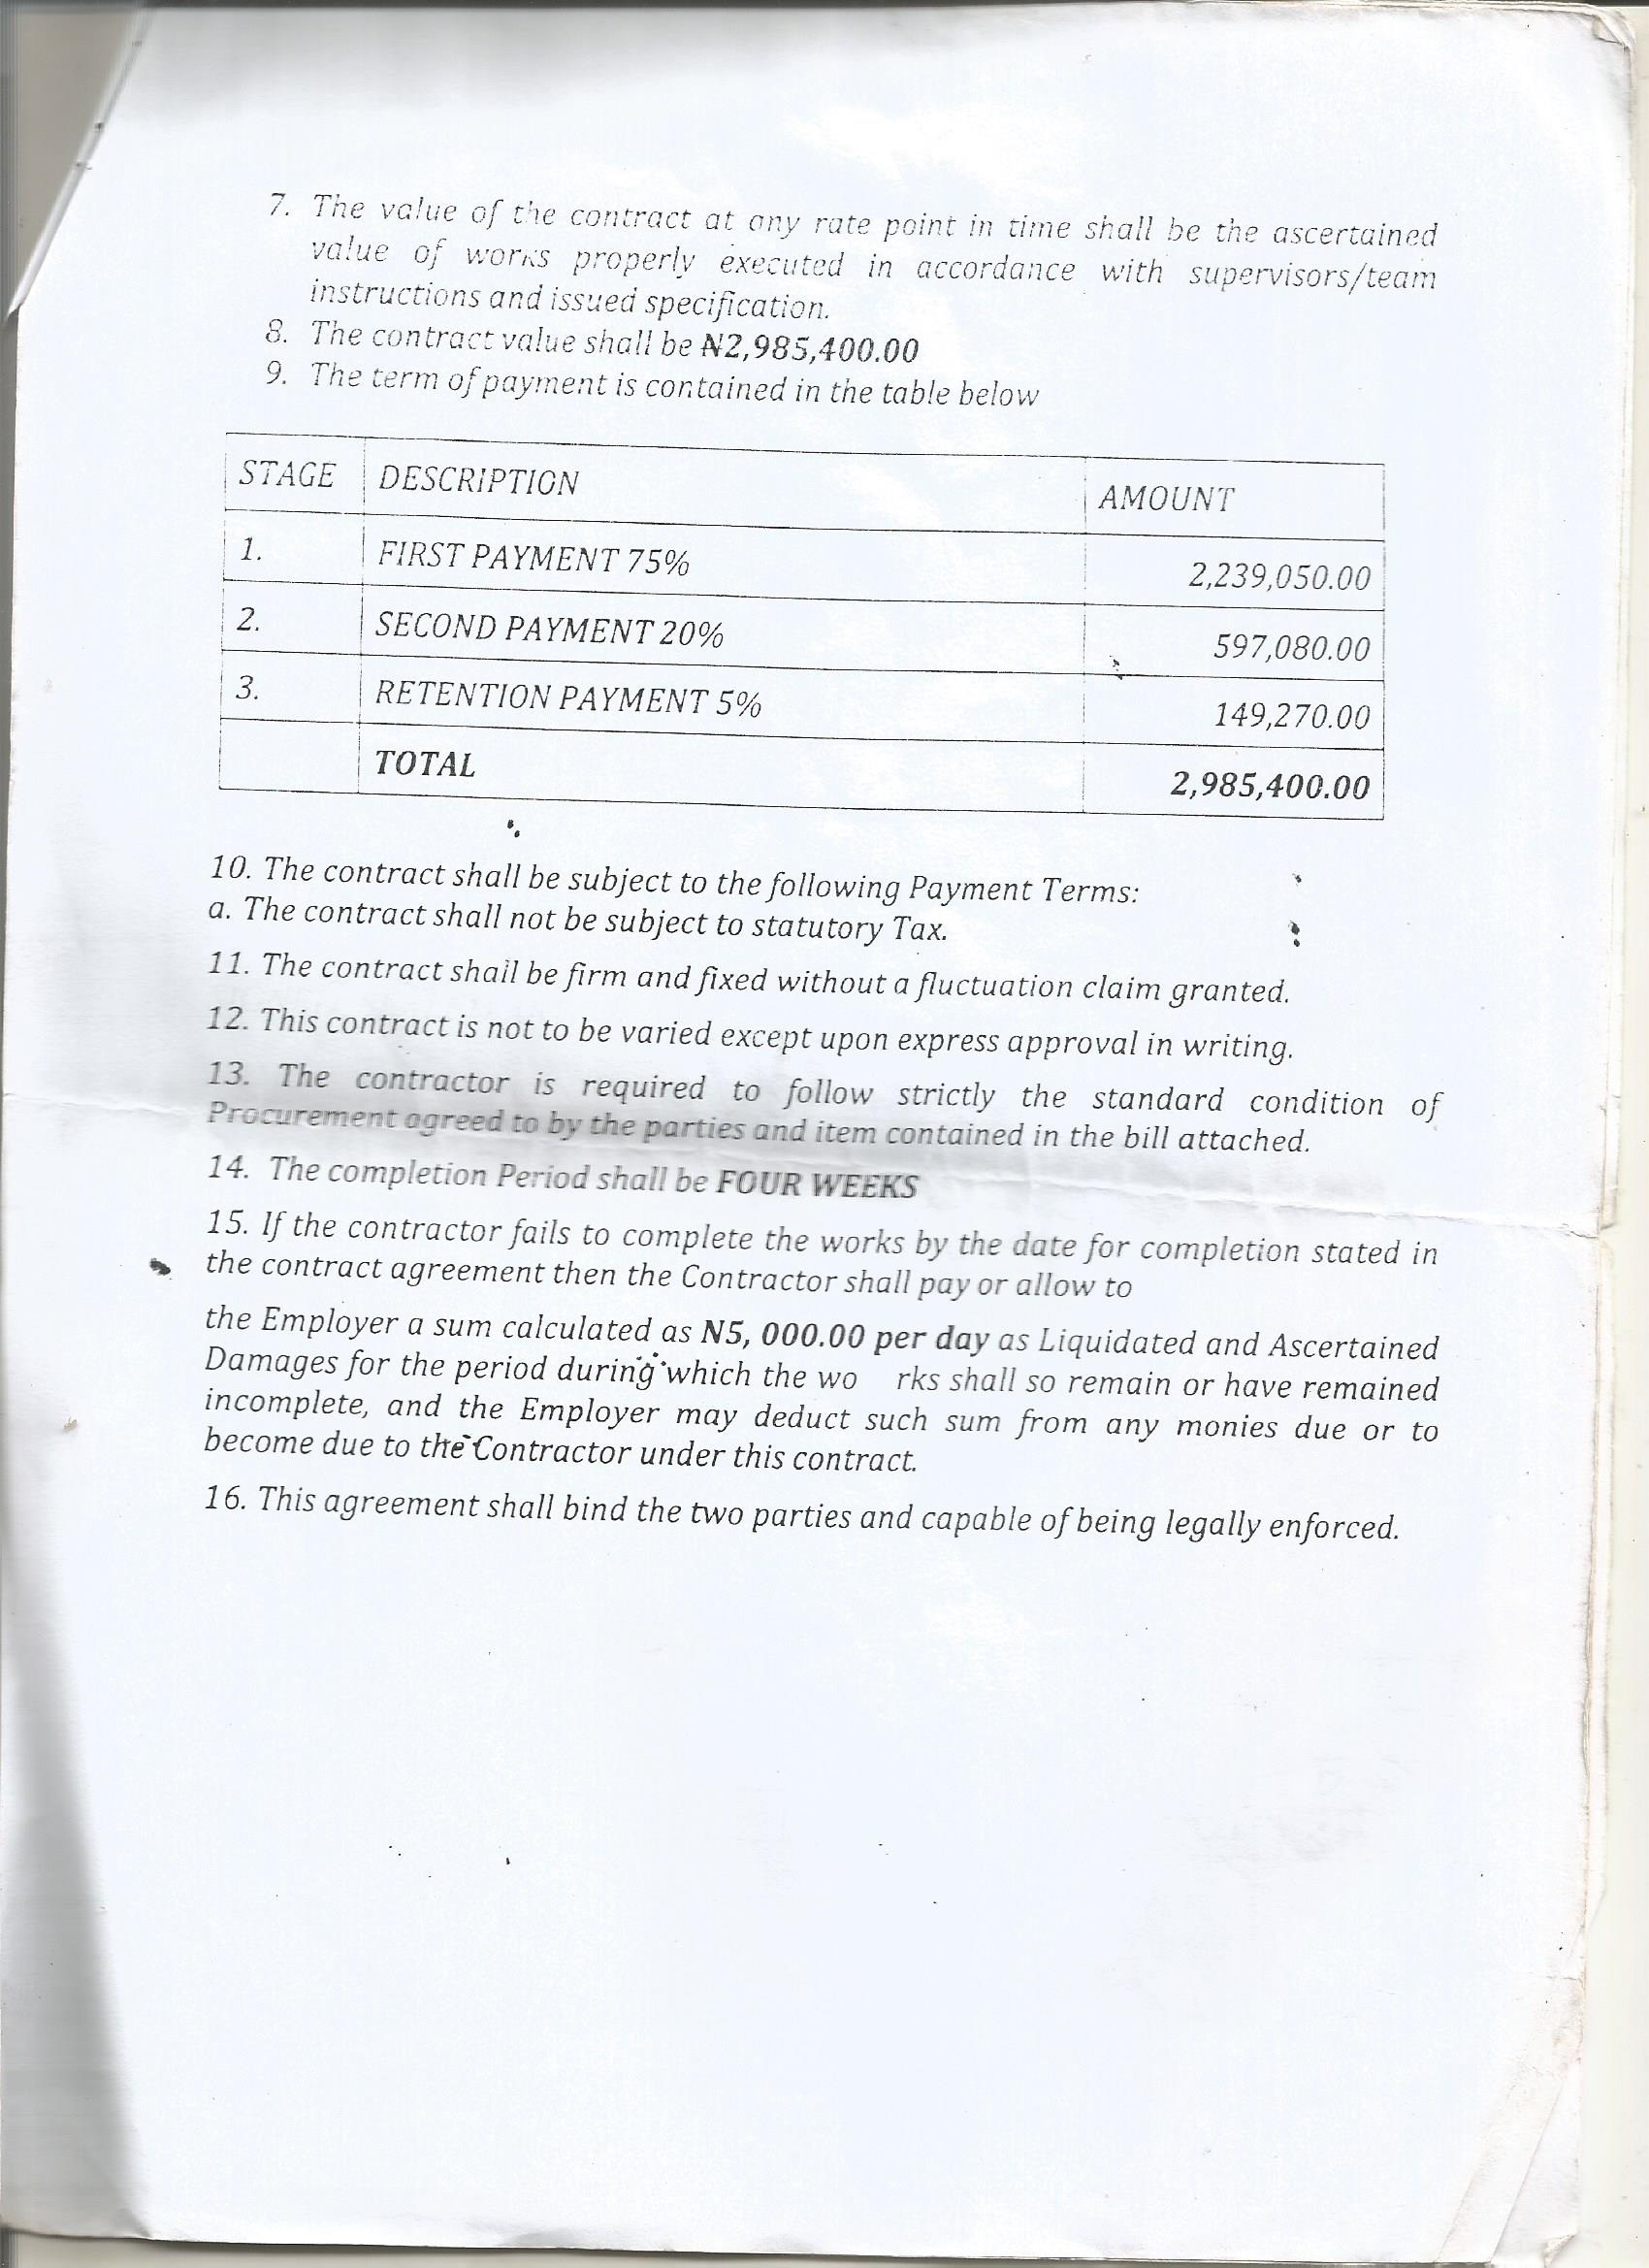 7. The value of the contract at any rate point in time shall be the ascertained
value of works properly executed in accordance with supervisors/team
instructions and issued specification.
8. The contract value shall be ₦2,985,400.00
9. The term of payment is contained in the table below
STAGE DESCRIPTION AMOUNT
1. FIRST PAYMENT 75% 2,239,050.00
2. SECOND PAYMENT 20% 597,080.00
3. RETENTION PAYMENT 5% 149,270.00
TOTAL 2,985,400.00
10. The contract shall be subject to the following Payment Terms:
a. The contract shall not be subject to statutory Tax.
11. The contract shall be firm and fixed without a fluctuation claim granted.
12. This contract is not to be varied except upon express approval in writing.
13. The contractor is required to follow strictly the standard condition of
Procurement agreed to by the parties and item contained in the bill attached.
14. The completion Period shall be FOUR WEEKS
15. If the contractor fails to complete the works by the date for completion stated in
the contract agreement then the Contractor shall pay or allow to
the Employer a sum calculated as N5, 000.00 per day as Liquidated and Ascertained
Damages for the period during which the wo rks shall so remain or have remained
incomplete, and the Employer may deduct such sum from any monies due or to
become due to the Contractor under this contract.
16. This agreement shall bind the two parties and capable of being legally enforced.